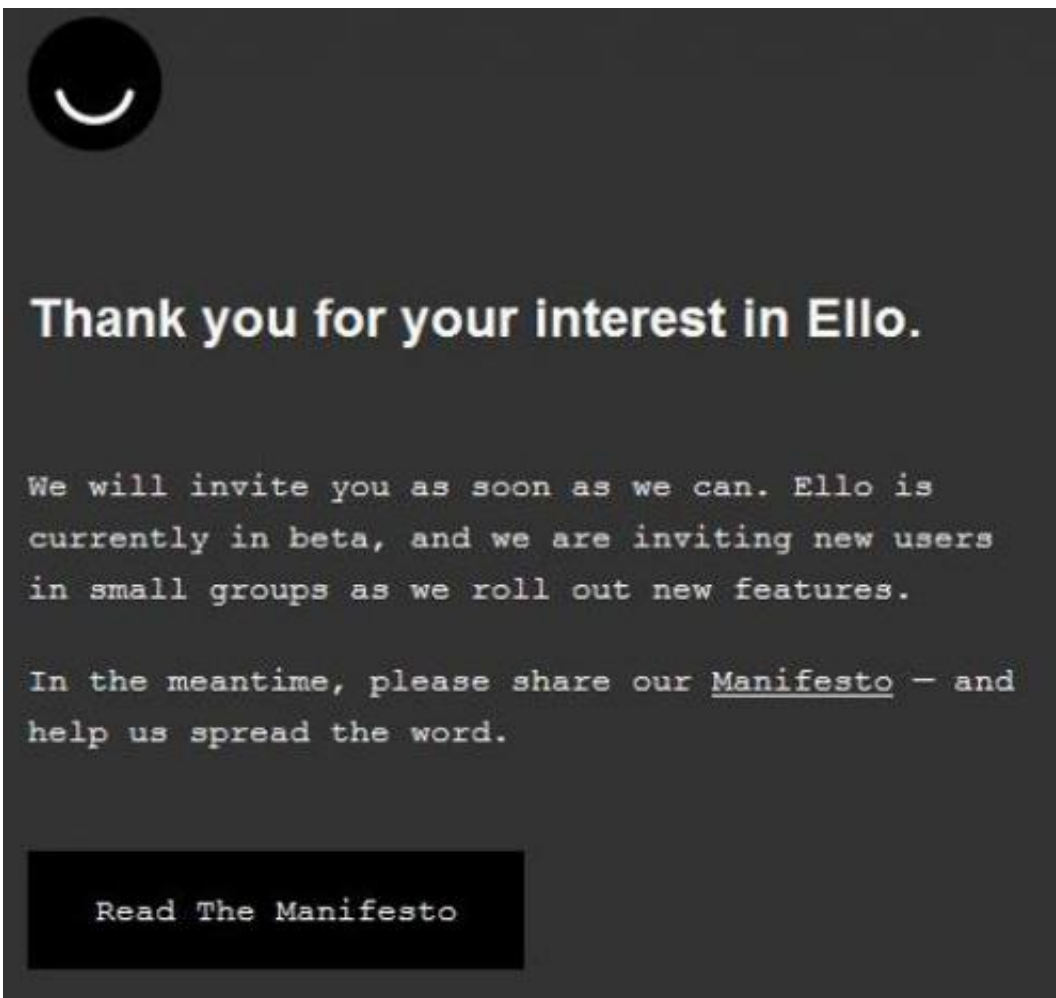 Thank you for your interest in Ello.
We will invite you as soon as we can. Ello is
currently in beta, and we are inviting new users
in small groups as we roll out new features.
In the meantime, please share our Manifesto — and
help us spread the word.
Read The Manifesto